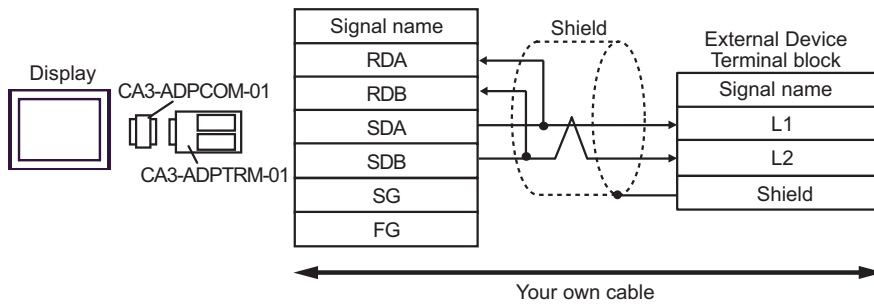 Display
CA3-ADPCOM-01
CA3-ADPTRM-01
Signal name
RDA
RDB
SDA
SDB
SG
FG
Shield
External Device
Terminal block
Signal name
L1
L2
Shield
Your own cable